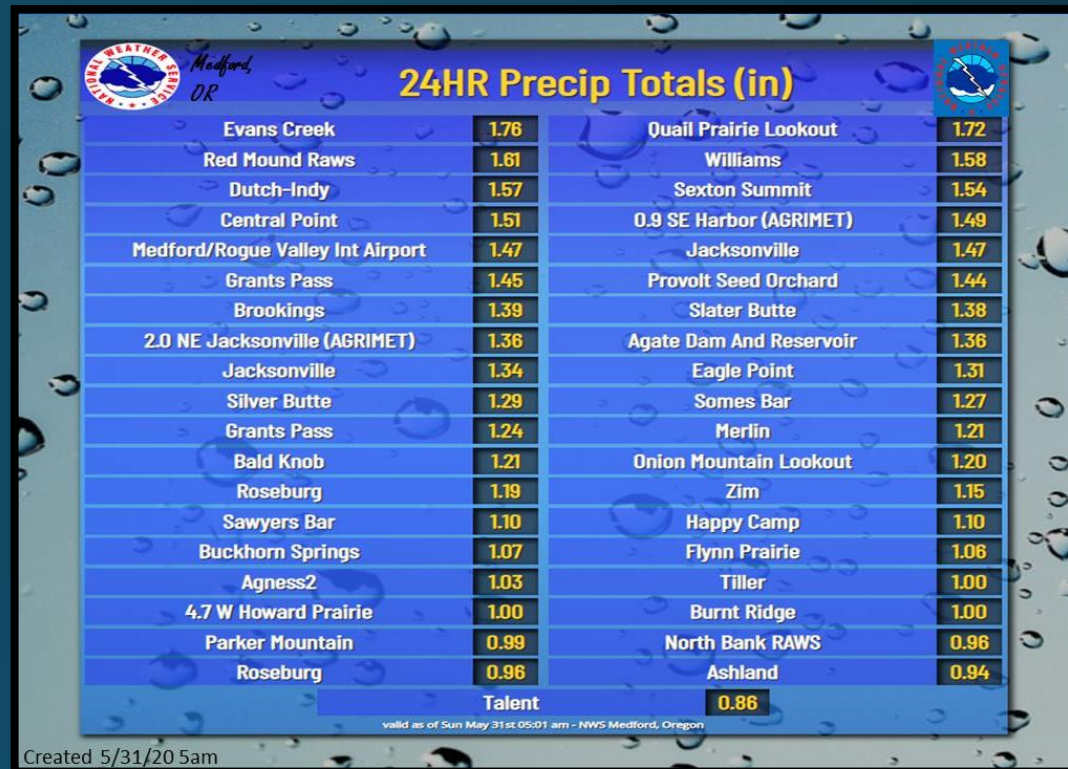 NATIONAL WEATHER SERVICE
Medford,
OR
24HR Precip Totals (in)
NATIONAL WEATHER SERVICE
Evans Creek 1.76 Quail Prairie Lookout 1.72
Red Mound Raws 1.61 Williams 1.58
Dutch-Indy 1.57 Sexton Summit 1.54
Central Point 1.51 0.9 SE Harbor (AGRIMET) 1.49
Medford/Rogue Valley Int Airport 1.47 Jacksonville 1.47
Grants Pass 1.45 Provolt Seed Orchard 1.44
Brookings 1.39 Slater Butte 1.38
2.0 NE Jacksonville (AGRIMET) 1.36 Agate Dam And Reservoir 1.36
Jacksonville 1.34 Eagle Point 1.31
Silver Butte 1.29 Somes Bar 1.27
Grants Pass 1.24 Merlin 1.21
Bald Knob 1.21 Onion Mountain Lookout 1.20
Roseburg 1.19 Zim 1.15
Sawyers Bar 1.10 Happy Camp 1.10
Buckhorn Springs 1.07 Flynn Prairie 1.06
Agness2 1.03 Tiller 1.00
4.7 W Howard Prairie 1.00 Burnt Ridge 1.00
Parker Mountain 0.99 North Bank RAWS 0.96
Roseburg 0.96 Ashland 0.94
Talent 0.86
valid as of Sun May 31st 05:01 am - NWS Medford, Oregon
Created 5/31/20 5am